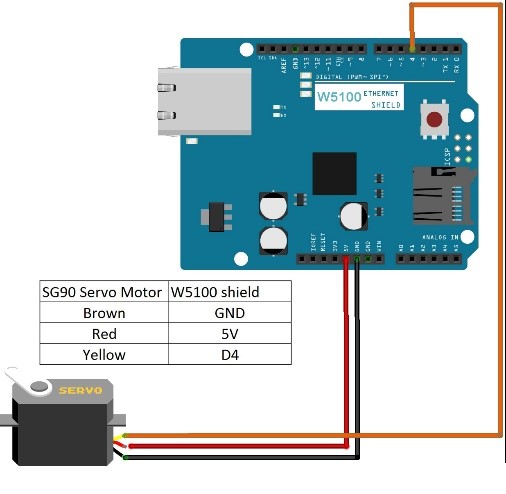 AREF
GND
~13
~12
~11
~9
8
7
~6
~5
4
~3
2
TX 1
RX 0
DIGITAL (PWM~ SPI*)
W5100 ETHERNET
SHIELD
TX
RX
ICSP
ANALOG IN
IOREF
RESET
3V3
5V
GND
GND
VIN
A0
A1
A2
A3
A4
A5
SG90 Servo Motor W5100 shield
Brown GND
Red 5V
Yellow D4
SERVO